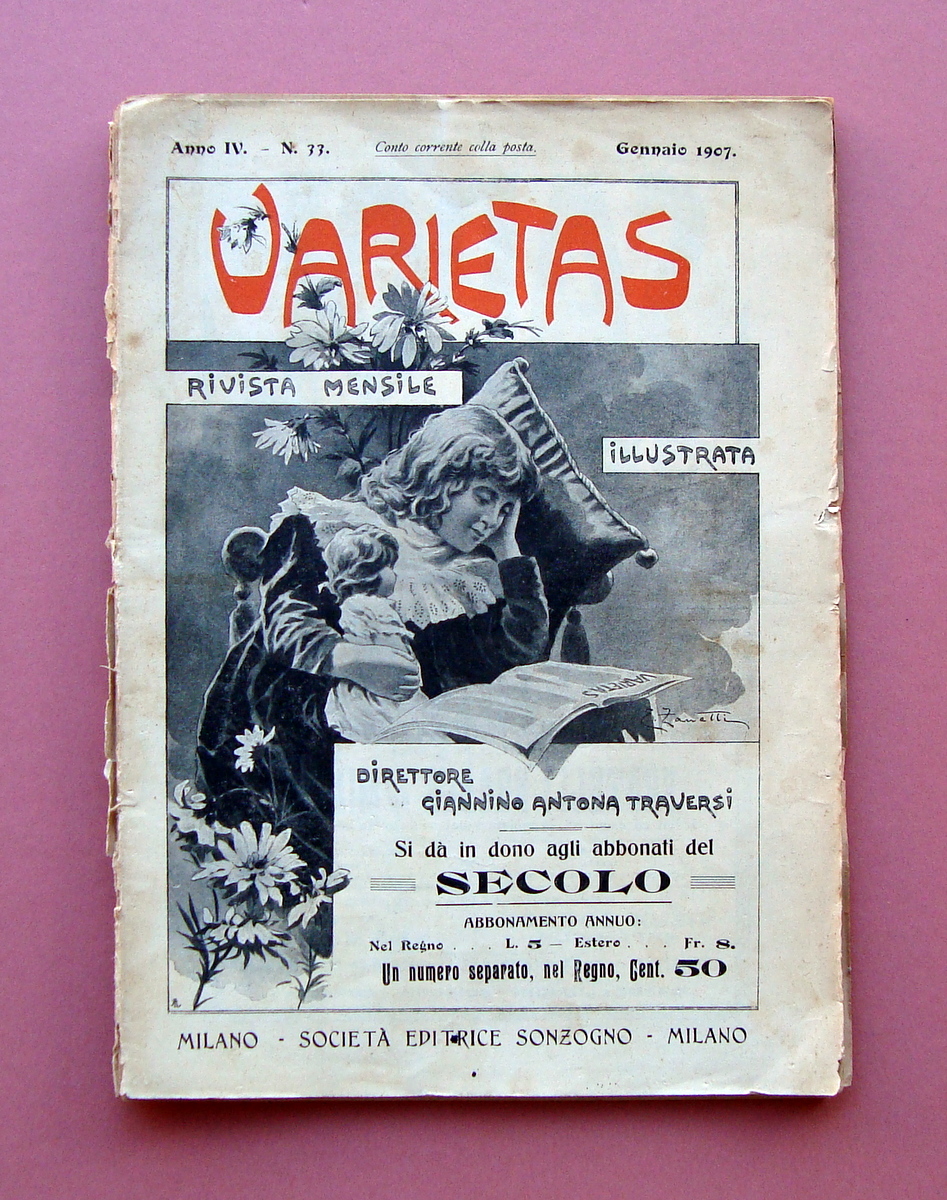 Anno IV. – N. 33. Conto corrente colla posta. Gennaio 1907.
VARIETAS
RIVISTA MENSILE
ILLUSTRATA
VARIETAS
Zanetti
DIRETTORE
GIANNINO ANTONA TRAVERSI
Si dà in dono agli abbonati del
SECOLO
ABBONAMENTO ANNUO:
Nel Regno . . . L. 5 — Estero . . . Fr. 8.
Un numero separato, nel Regno, Cent. 50
MILANO - SOCIETÀ EDITRICE SONZOGNO - MILANO